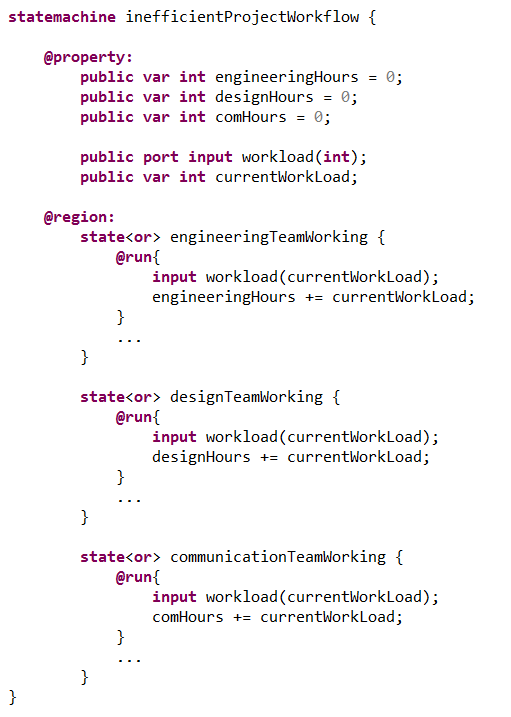 statemachine inefficientProjectWorkflow {
@property:
public var int engineeringHours = 0;
public var int designHours = 0;
public var int comHours = 0;
public port input workload(int);
public var int currentWorkLoad;
@region:
state<or> engineeringTeamWorking {
@run{
input workload(currentWorkLoad);
engineeringHours += currentWorkLoad;
}
...
}
state<or> designTeamWorking {
@run{
input workload(currentWorkLoad);
designHours += currentWorkLoad;
}
...
}
state<or> communicationTeamWorking {
@run{
input workload(currentWorkLoad);
comHours += currentWorkLoad;
}
...
}
}